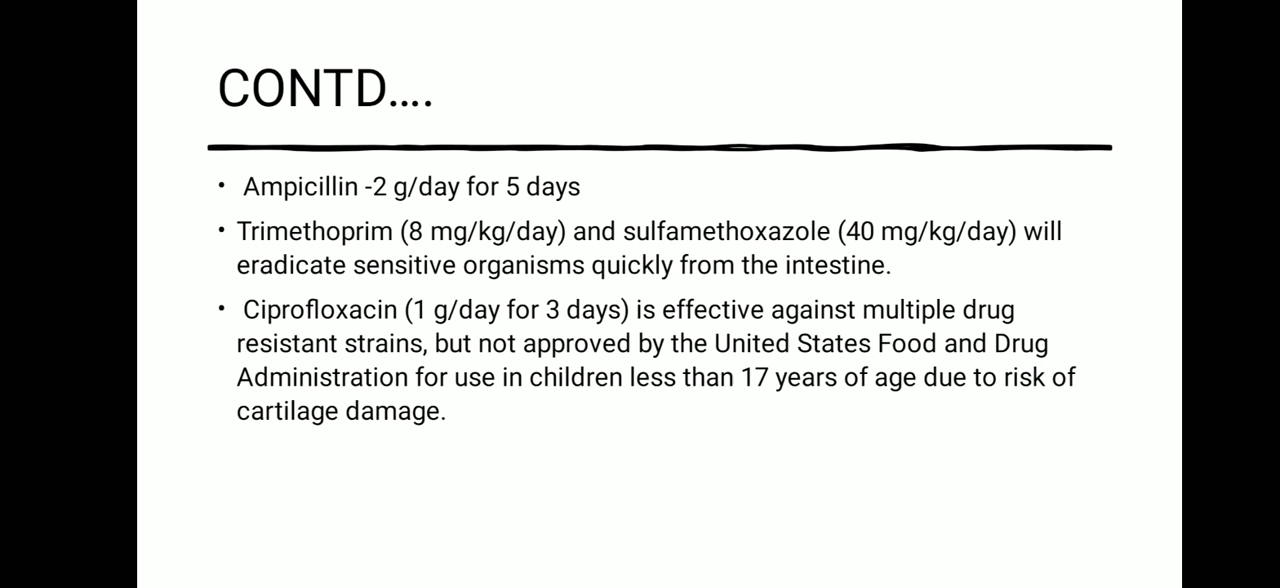 CONTD....
• Ampicillin -2 g/day for 5 days
• Trimethoprim (8 mg/kg/day) and sulfamethoxazole (40 mg/kg/day) will
eradicate sensitive organisms quickly from the intestine.
• Ciprofloxacin (1 g/day for 3 days) is effective against multiple drug
resistant strains, but not approved by the United States Food and Drug
Administration for use in children less than 17 years of age due to risk of
cartilage damage.